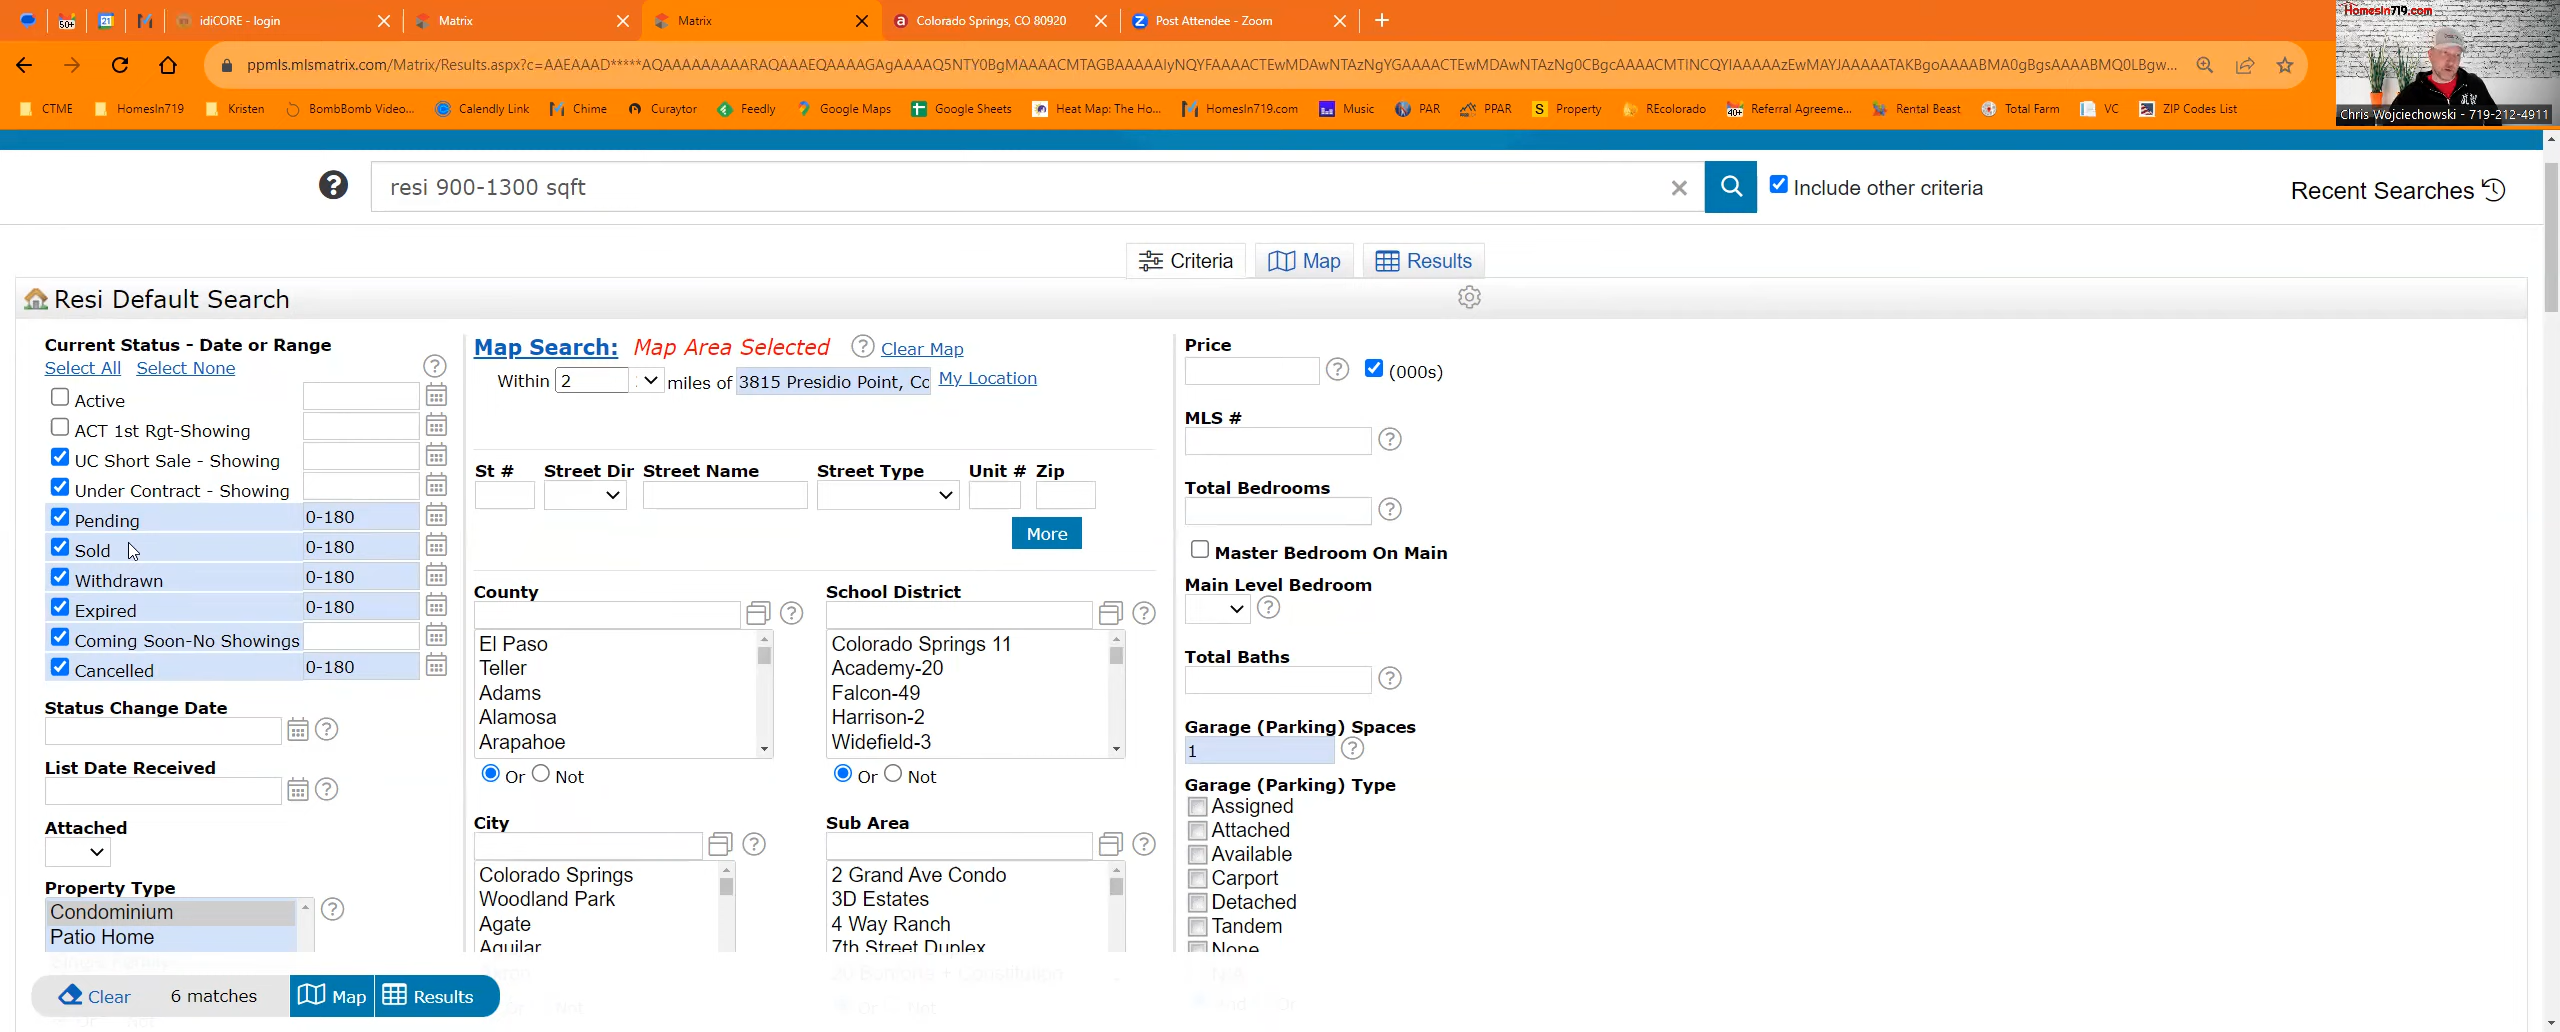 50+ 21 idiCORE - login Matrix Matrix Colorado Springs, CO 80920 Post Attendee - Zoom
HomesIn719.com
ppmls.mlsmatrix.com/Matrix/Results.aspx?c=AAEAAAD*****AQAAAAAAAAARAQAAAEQAAAAGAgAAAAQ5NTY0BgMAAAACMTAGBAAAAAIyNQYFAAAACTEwMDAwNTAzNgYGAAAACTEwMDAwNTAzNg0CBgcAAAACMTINCQYIAAAAAzEwMAYJAAAAATAKBgoAAAABMA0gBgsAAAABMQ0LBgw...
CTME HomesIn719 Kristen BombBomb Video... Calendly Link Chime Curaytor Feedly Google Maps Google Sheets Heat Map: The Ho... HomesIn719.com Music PAR PPAR Property REcolorado 40+ Referral Agreeme... Rental Beast Total Farm VC ZIP Codes List
Chris Wojciechowski - 719-212-4911
resi 900-1300 sqft
Include other criteria
Recent Searches
Criteria Map Results
Resi Default Search
Current Status - Date or Range
Select All Select None
Active
ACT 1st Rgt-Showing
UC Short Sale - Showing
Under Contract - Showing
Pending 0-180
Sold 0-180
Withdrawn 0-180
Expired 0-180
Coming Soon-No Showings
Cancelled 0-180
Status Change Date
List Date Received
Attached
Property Type
Condominium
Patio Home
Map Search: Map Area Selected Clear Map
Within 2 miles of 3815 Presidio Point, Co My Location
St # Street Dir Street Name Street Type Unit # Zip
More
County
El Paso
Teller
Adams
Alamosa
Arapahoe
Or Not
School District
Colorado Springs 11
Academy-20
Falcon-49
Harrison-2
Widefield-3
Or Not
City
Colorado Springs
Woodland Park
Agate
Aguilar
Sub Area
2 Grand Ave Condo
3D Estates
4 Way Ranch
7th Street Duplex
Price
(000s)
MLS #
Total Bedrooms
Master Bedroom On Main
Main Level Bedroom
Total Baths
Garage (Parking) Spaces
1
Garage (Parking) Type
Assigned
Attached
Available
Carport
Detached
Tandem
None
Clear 6 matches Map Results